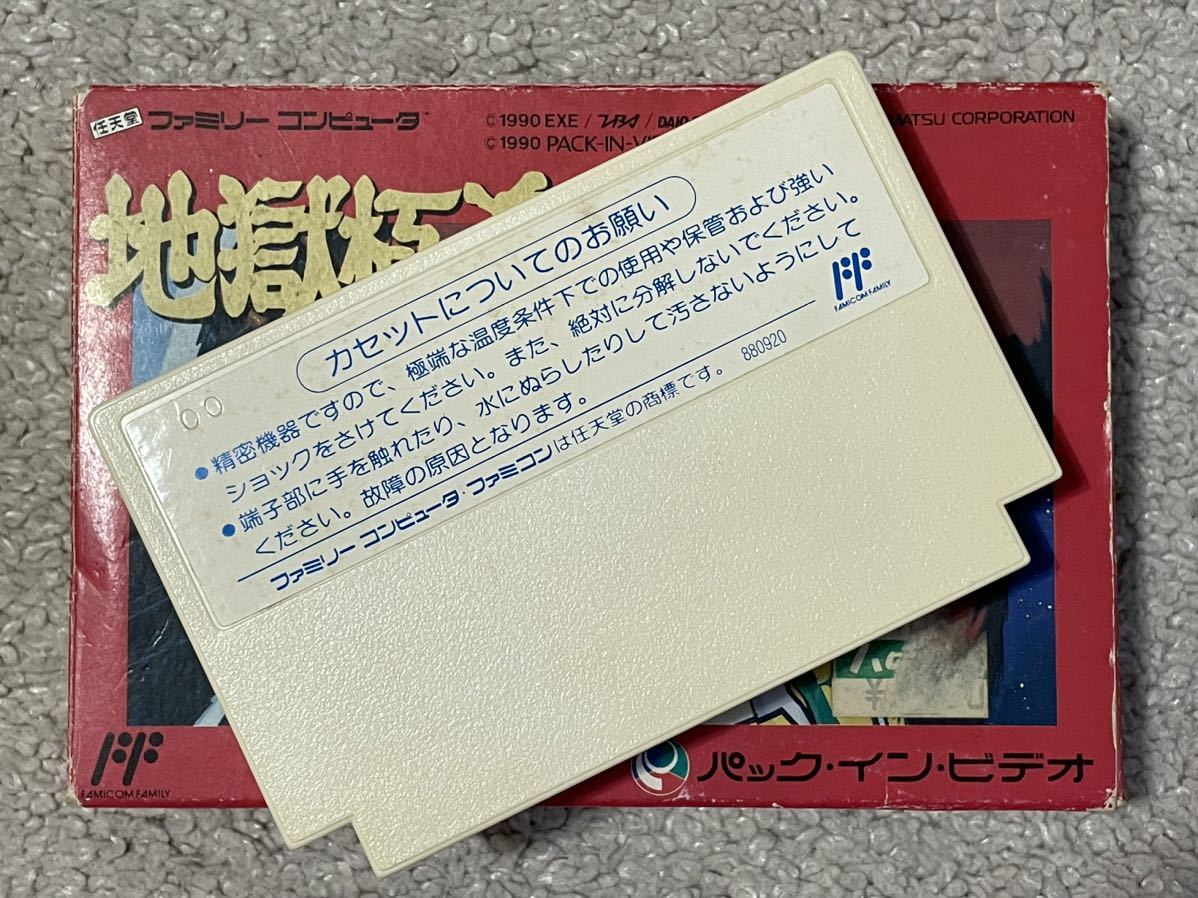 任天堂 ファミリー コンピュータ™
©1990 EXE / TBS / DAIO
MATSU CORPORATION
©1990 PACK-IN-VI
地獄極
カセットについてのお願い
●精密機器ですので、極端な温度条件下での使用や保管および強い
ショックをさけてください。また、絶対に分解しないでください。
●端子部に手を触れたり、水にぬらしたりして汚さないようにして
ください。故障の原因となります。
ファミリー コンピュータ・ファミコンは任天堂の商標です。 880920
FAMICOM FAMILY
00
FAMICOM FAMILY
パック・イン・ビデオ
¥